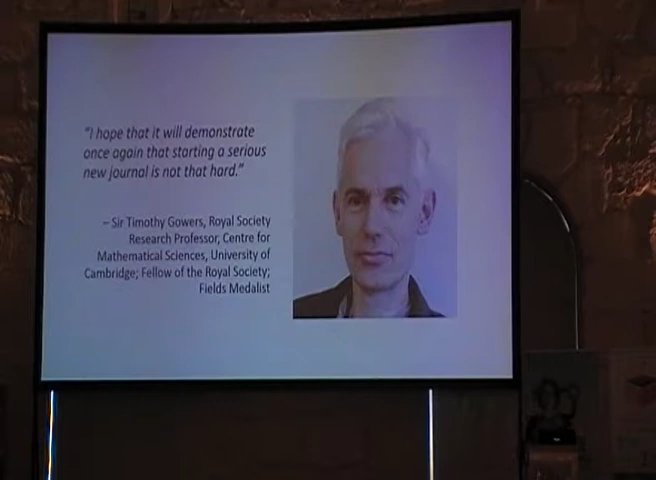 "I hope that it will demonstrate
once again that starting a serious
new journal is not that hard."
– Sir Timothy Gowers, Royal Society
Research Professor, Centre for
Mathematical Sciences, University of
Cambridge; Fellow of the Royal Society;
Fields Medalist